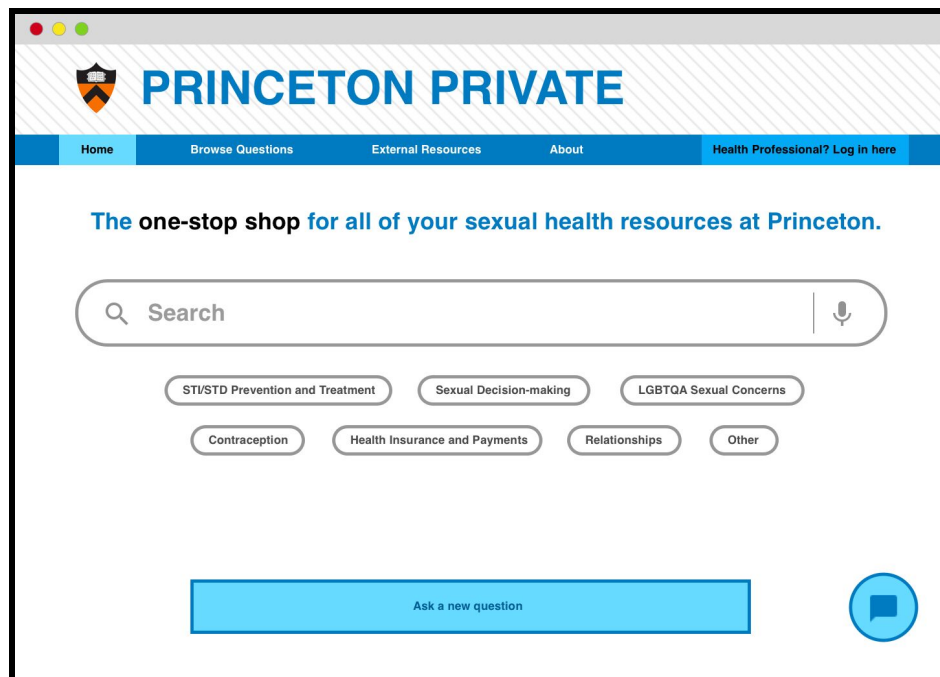 PRINCETON PRIVATE
Home Browse Questions External Resources About Health Professional? Log in here
The one-stop shop for all of your sexual health resources at Princeton.
Search
STI/STD Prevention and Treatment Sexual Decision-making LGBTQA Sexual Concerns
Contraception Health Insurance and Payments Relationships Other
Ask a new question